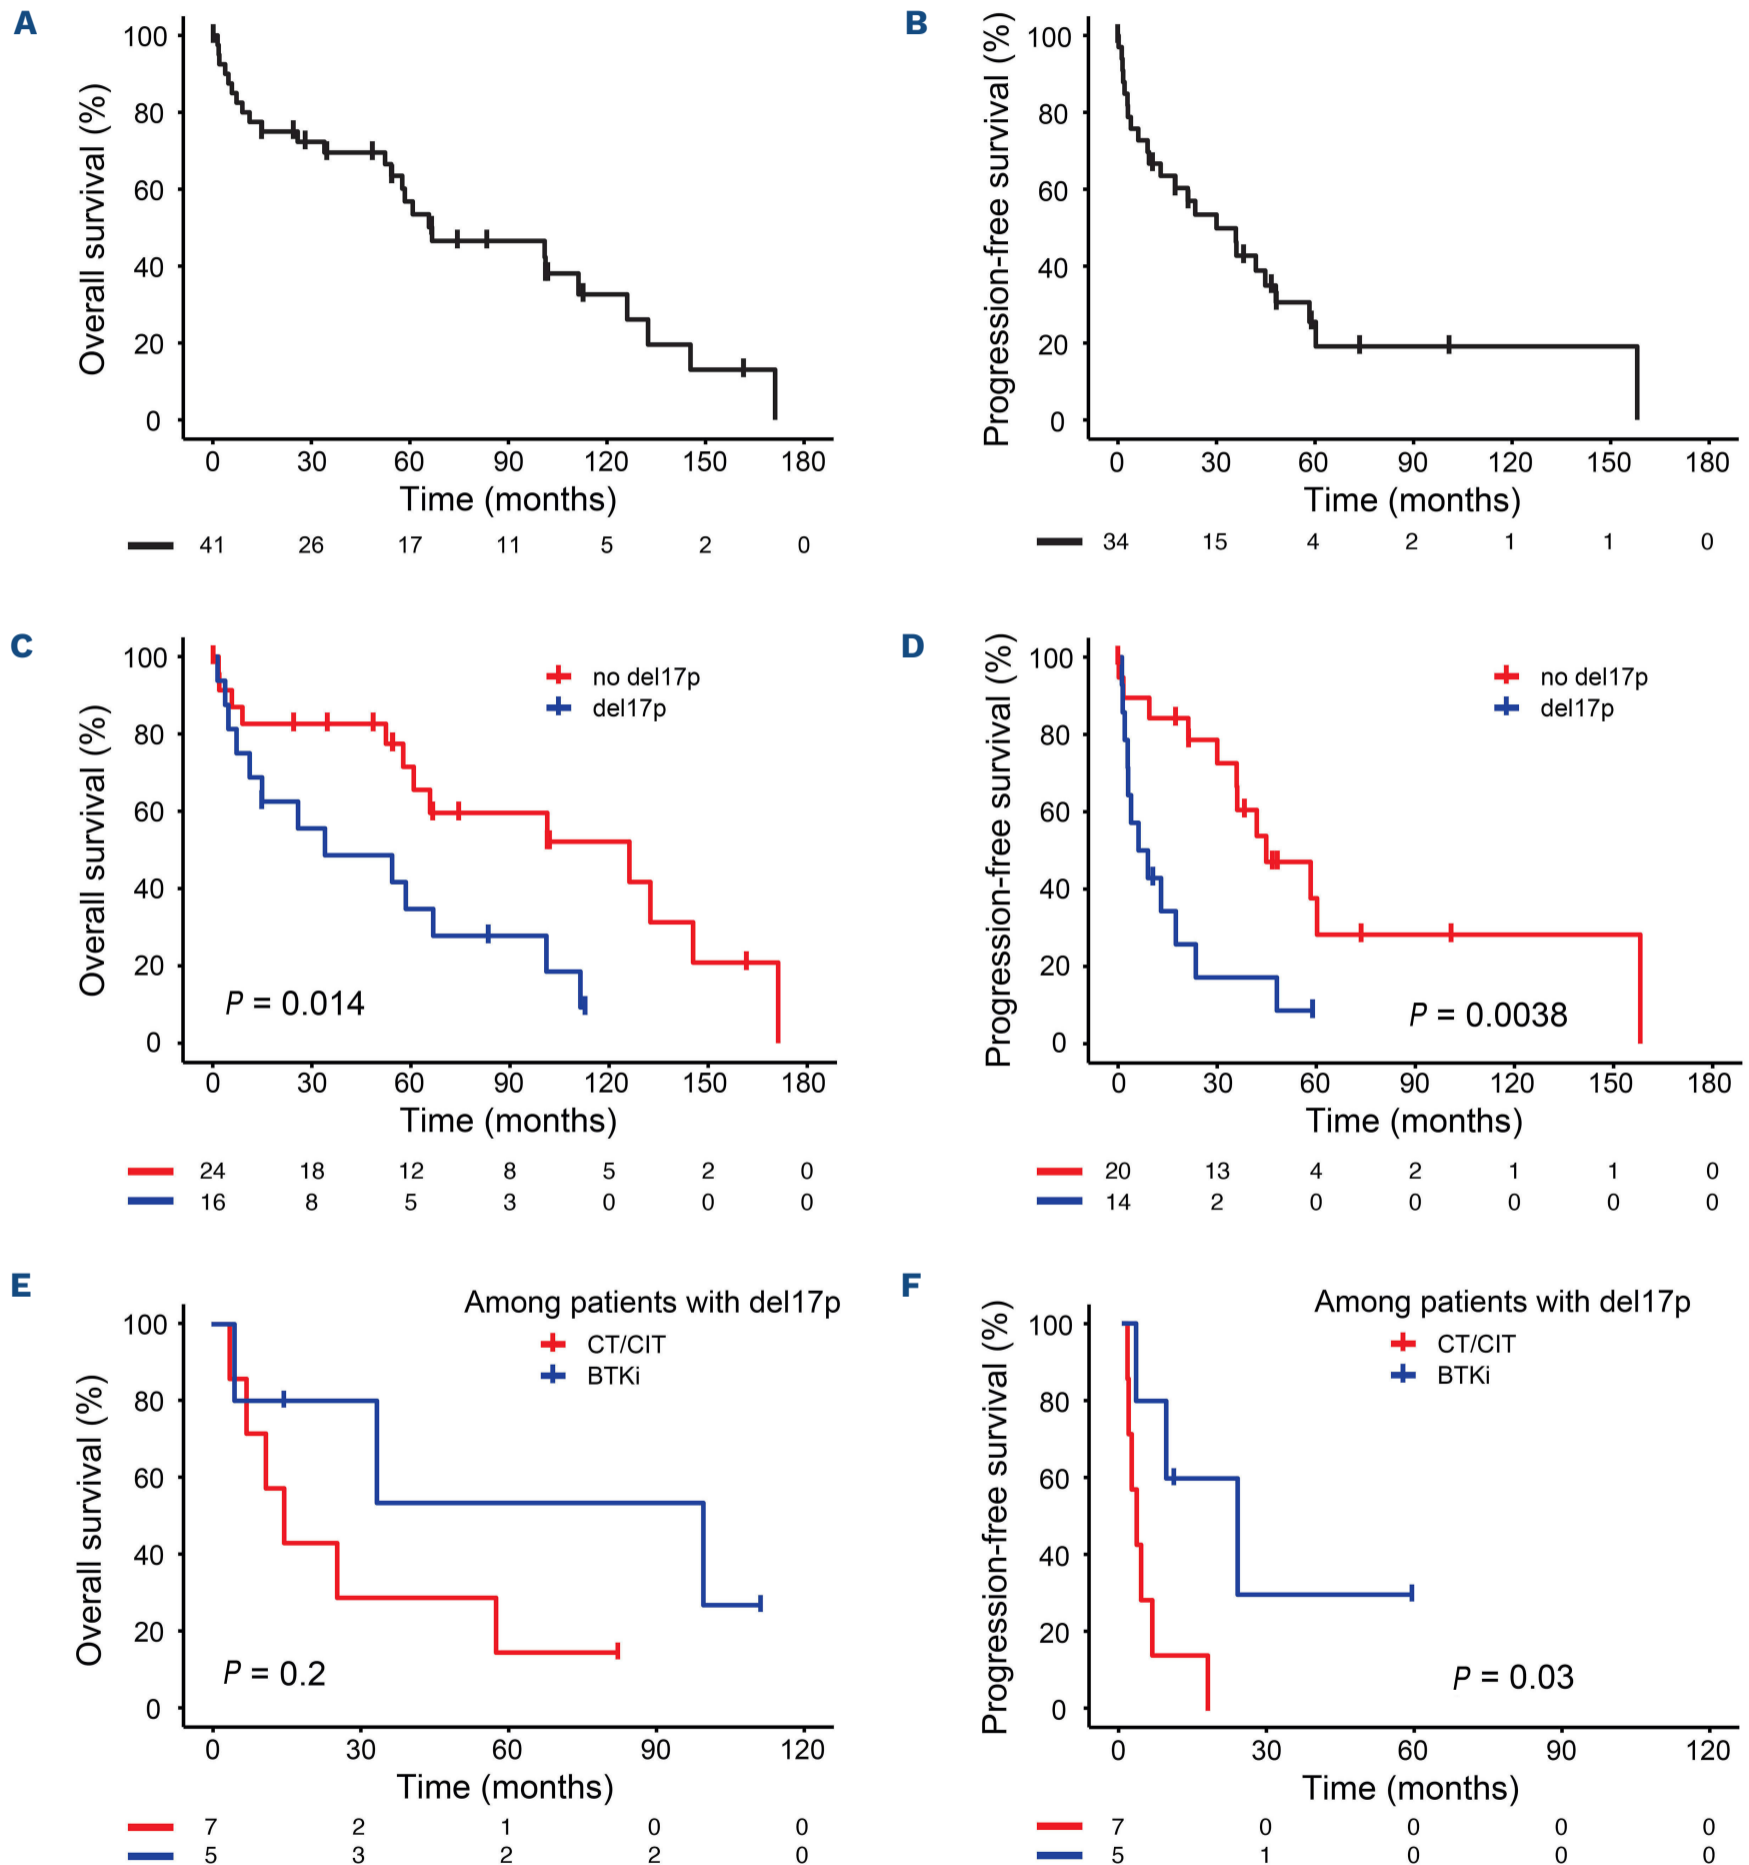 A
Overall survival (%)
100
80
60
40
20
0
0 30 60 90 120 150 180
Time (months)
41 26 17 11 5 2 0
B
Progression-free survival (%)
100
80
60
40
20
0
0 30 60 90 120 150 180
Time (months)
34 15 4 2 1 1 0
C
Overall survival (%)
100
80
60
40
20
0
no del17p
del17p
P = 0.014
0 30 60 90 120 150 180
Time (months)
24 18 12 8 5 2 0
16 8 5 3 0 0 0
D
Progression-free survival (%)
100
80
60
40
20
0
no del17p
del17p
P = 0.0038
0 30 60 90 120 150 180
Time (months)
20 13 4 2 1 1 0
14 2 0 0 0 0 0
E
Among patients with del17p
CT/CIT
BTKi
Overall survival (%)
100
80
60
40
20
0
P = 0.2
0 30 60 90 120
Time (months)
7 2 1 0 0
5 3 2 2 0
F
Among patients with del17p
CT/CIT
BTKi
Progression-free survival (%)
100
80
60
40
20
0
P = 0.03
0 30 60 90 120
Time (months)
7 0 0 0 0
5 1 0 0 0